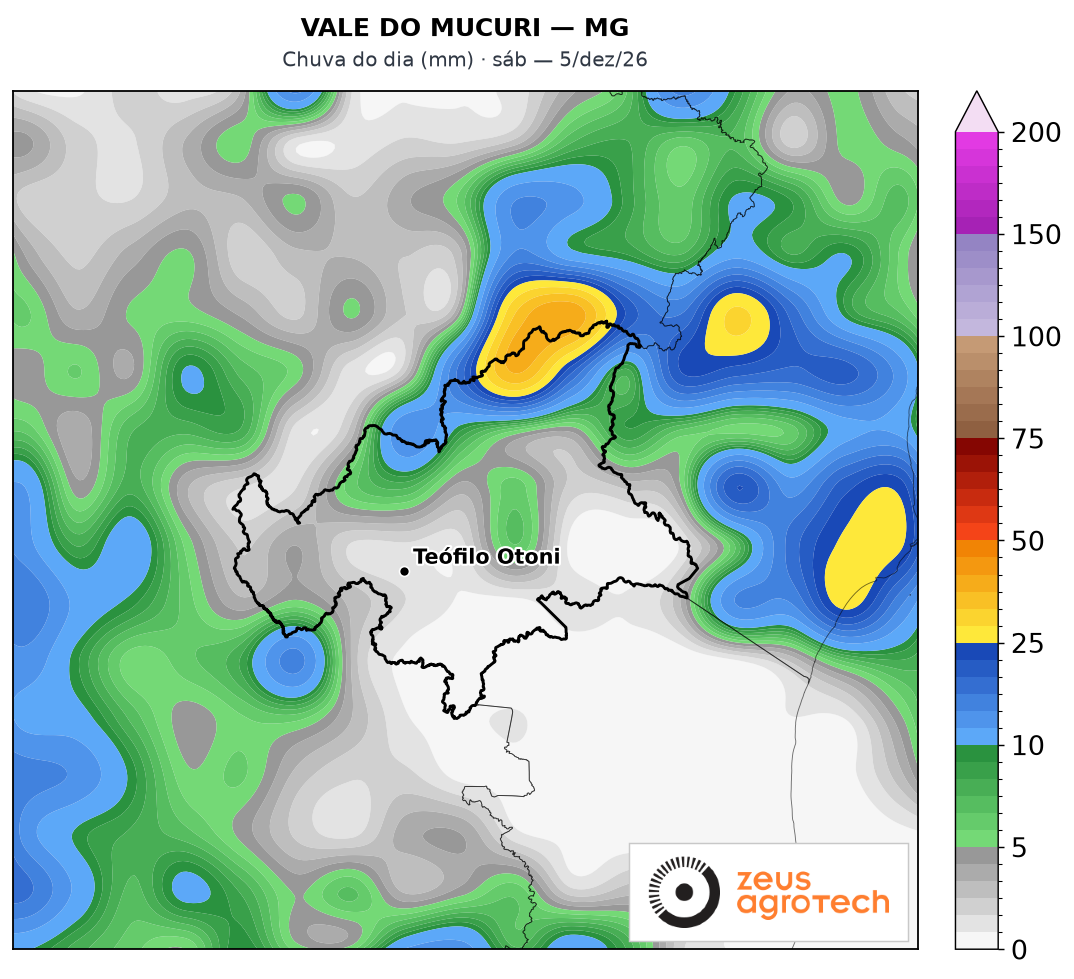 VALE DO MUCURI — MG
Chuva do dia (mm) · sáb — 5/dez/26
200
150
100
75
50
25
10
5
0
Teófilo Otoni
zeus
agrotech